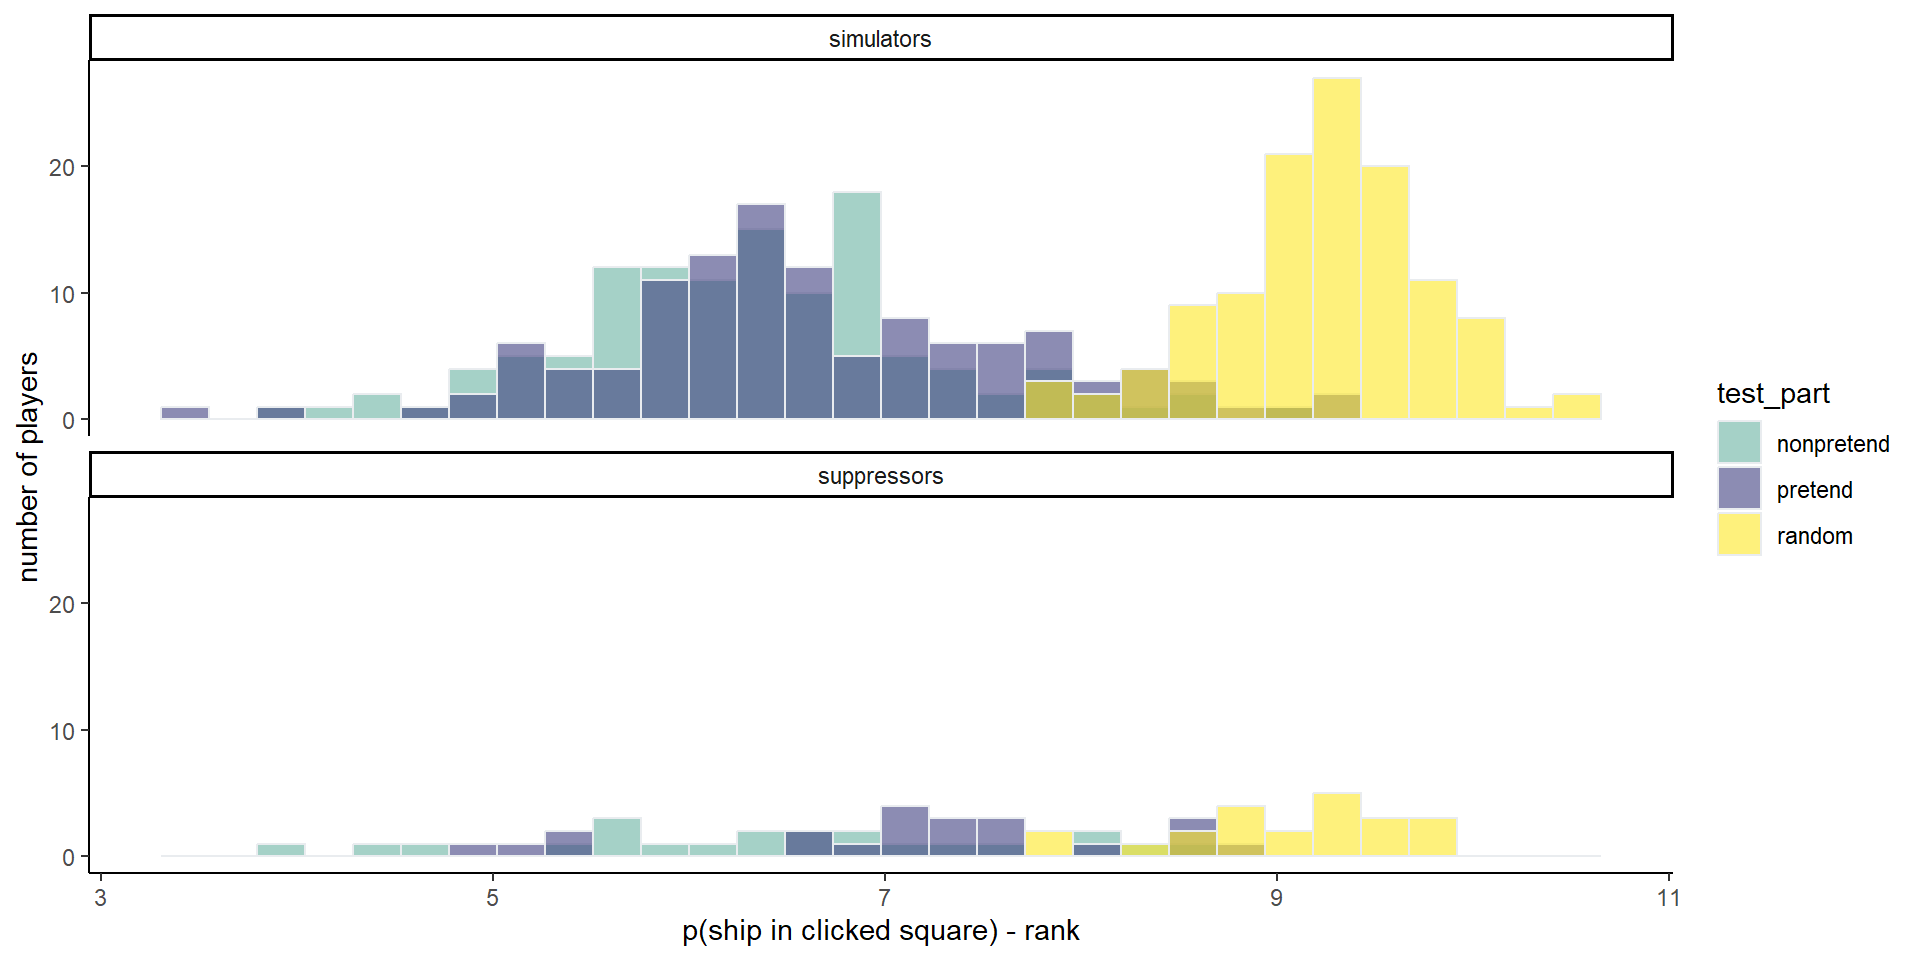 simulators
20
10
0
number of players
suppressors
20
10
0
3 5 7 9 11
p(ship in clicked square) - rank
test_part
nonpretend
pretend
random